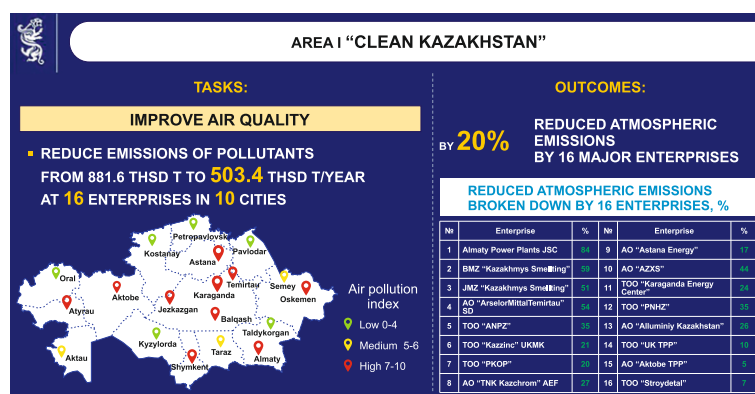 AREA I “CLEAN KAZAKHSTAN”
TASKS:
IMPROVE AIR QUALITY
REDUCE EMISSIONS OF POLLUTANTS
FROM 881.6 THSD T TO 503.4 THSD T/YEAR
AT 16 ENTERPRISES IN 10 CITIES
Petropavlovsk
Kostanay
Pavlodar
Astana
Oral
Temirtau
Semey
Aktobe
Karaganda
Oskemen
Atyrau
Jezkazgan
Balqash
Taldykorgan
Kyzylorda
Taraz
Aktau
Almaty
Shymkent
Air pollution
index
Low 0-4
Medium 5-6
High 7-10
OUTCOMES:
BY 20%
REDUCED ATMOSPHERIC
EMISSIONS
BY 16 MAJOR ENTERPRISES
REDUCED ATMOSPHERIC EMISSIONS
BROKEN DOWN BY 16 ENTERPRISES, %
№ Enterprise % № Enterprise %
1 Almaty Power Plants JSC 84 9 AO “Astana Energy” 17
2 BMZ “Kazakhmys Smelting” 59 10 AO “AZXS” 44
3 JMZ “Kazakhmys Smelting” 51 11 TOO “Karaganda Energy
Center” 24
4 AO “ArselorMittalTemirtau”
SD 54 12 TOO “PNHZ” 35
5 TOO “ANPZ” 35 13 AO “Alluminiy Kazakhstan” 26
6 TOO “Kazzinc” UKMK 21 14 TOO “UK TPP” 10
7 TOO “PKOP” 20 15 AO “Aktobe TPP” 5
8 AO “TNK Kazchrom” AEF 27 16 TOO “Stroydetal” 7